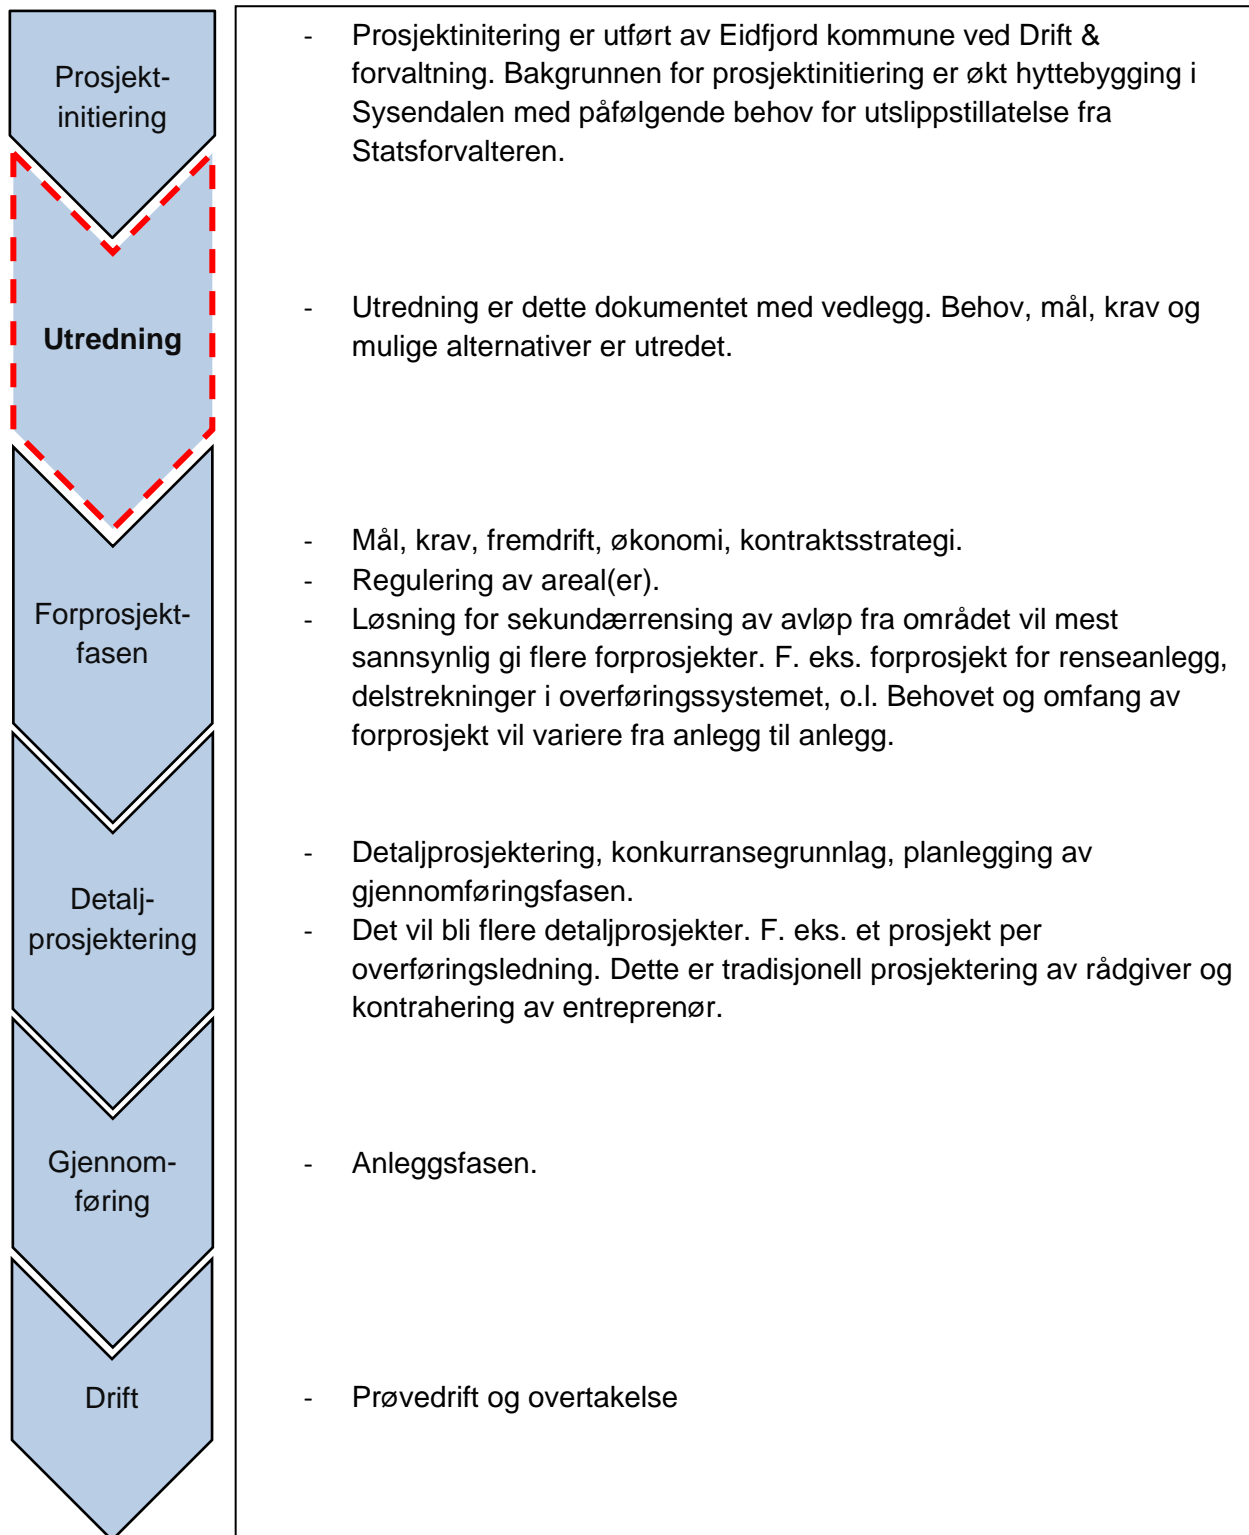 Prosjekt-
initiering
- Prosjektinitering er utført av Eidfjord kommune ved Drift &
forvaltning. Bakgrunnen for prosjektinitiering er økt hyttebygging i
Sysendalen med påfølgende behov for utslippstillatelse fra
Statsforvalteren.
Utredning
- Utredning er dette dokumentet med vedlegg. Behov, mål, krav og
mulige alternativer er utredet.
Forprosjekt-
fasen
- Mål, krav, fremdrift, økonomi, kontraktsstrategi.
- Regulering av areal(er).
- Løsning for sekundærrensing av avløp fra området vil mest
sannsynlig gi flere forprosjekter. F. eks. forprosjekt for renseanlegg,
delstrekninger i overføringssystemet, o.l. Behovet og omfang av
forprosjekt vil variere fra anlegg til anlegg.
Detalj-
prosjektering
- Detaljprosjektering, konkurransegrunnlag, planlegging av
gjennomføringsfasen.
- Det vil bli flere detaljprosjekter. F. eks. et prosjekt per
overføringsledning. Dette er tradisjonell prosjektering av rådgiver og
kontrahering av entreprenør.
Gjennom-
føring
- Anleggsfasen.
Drift
- Prøvedrift og overtakelse